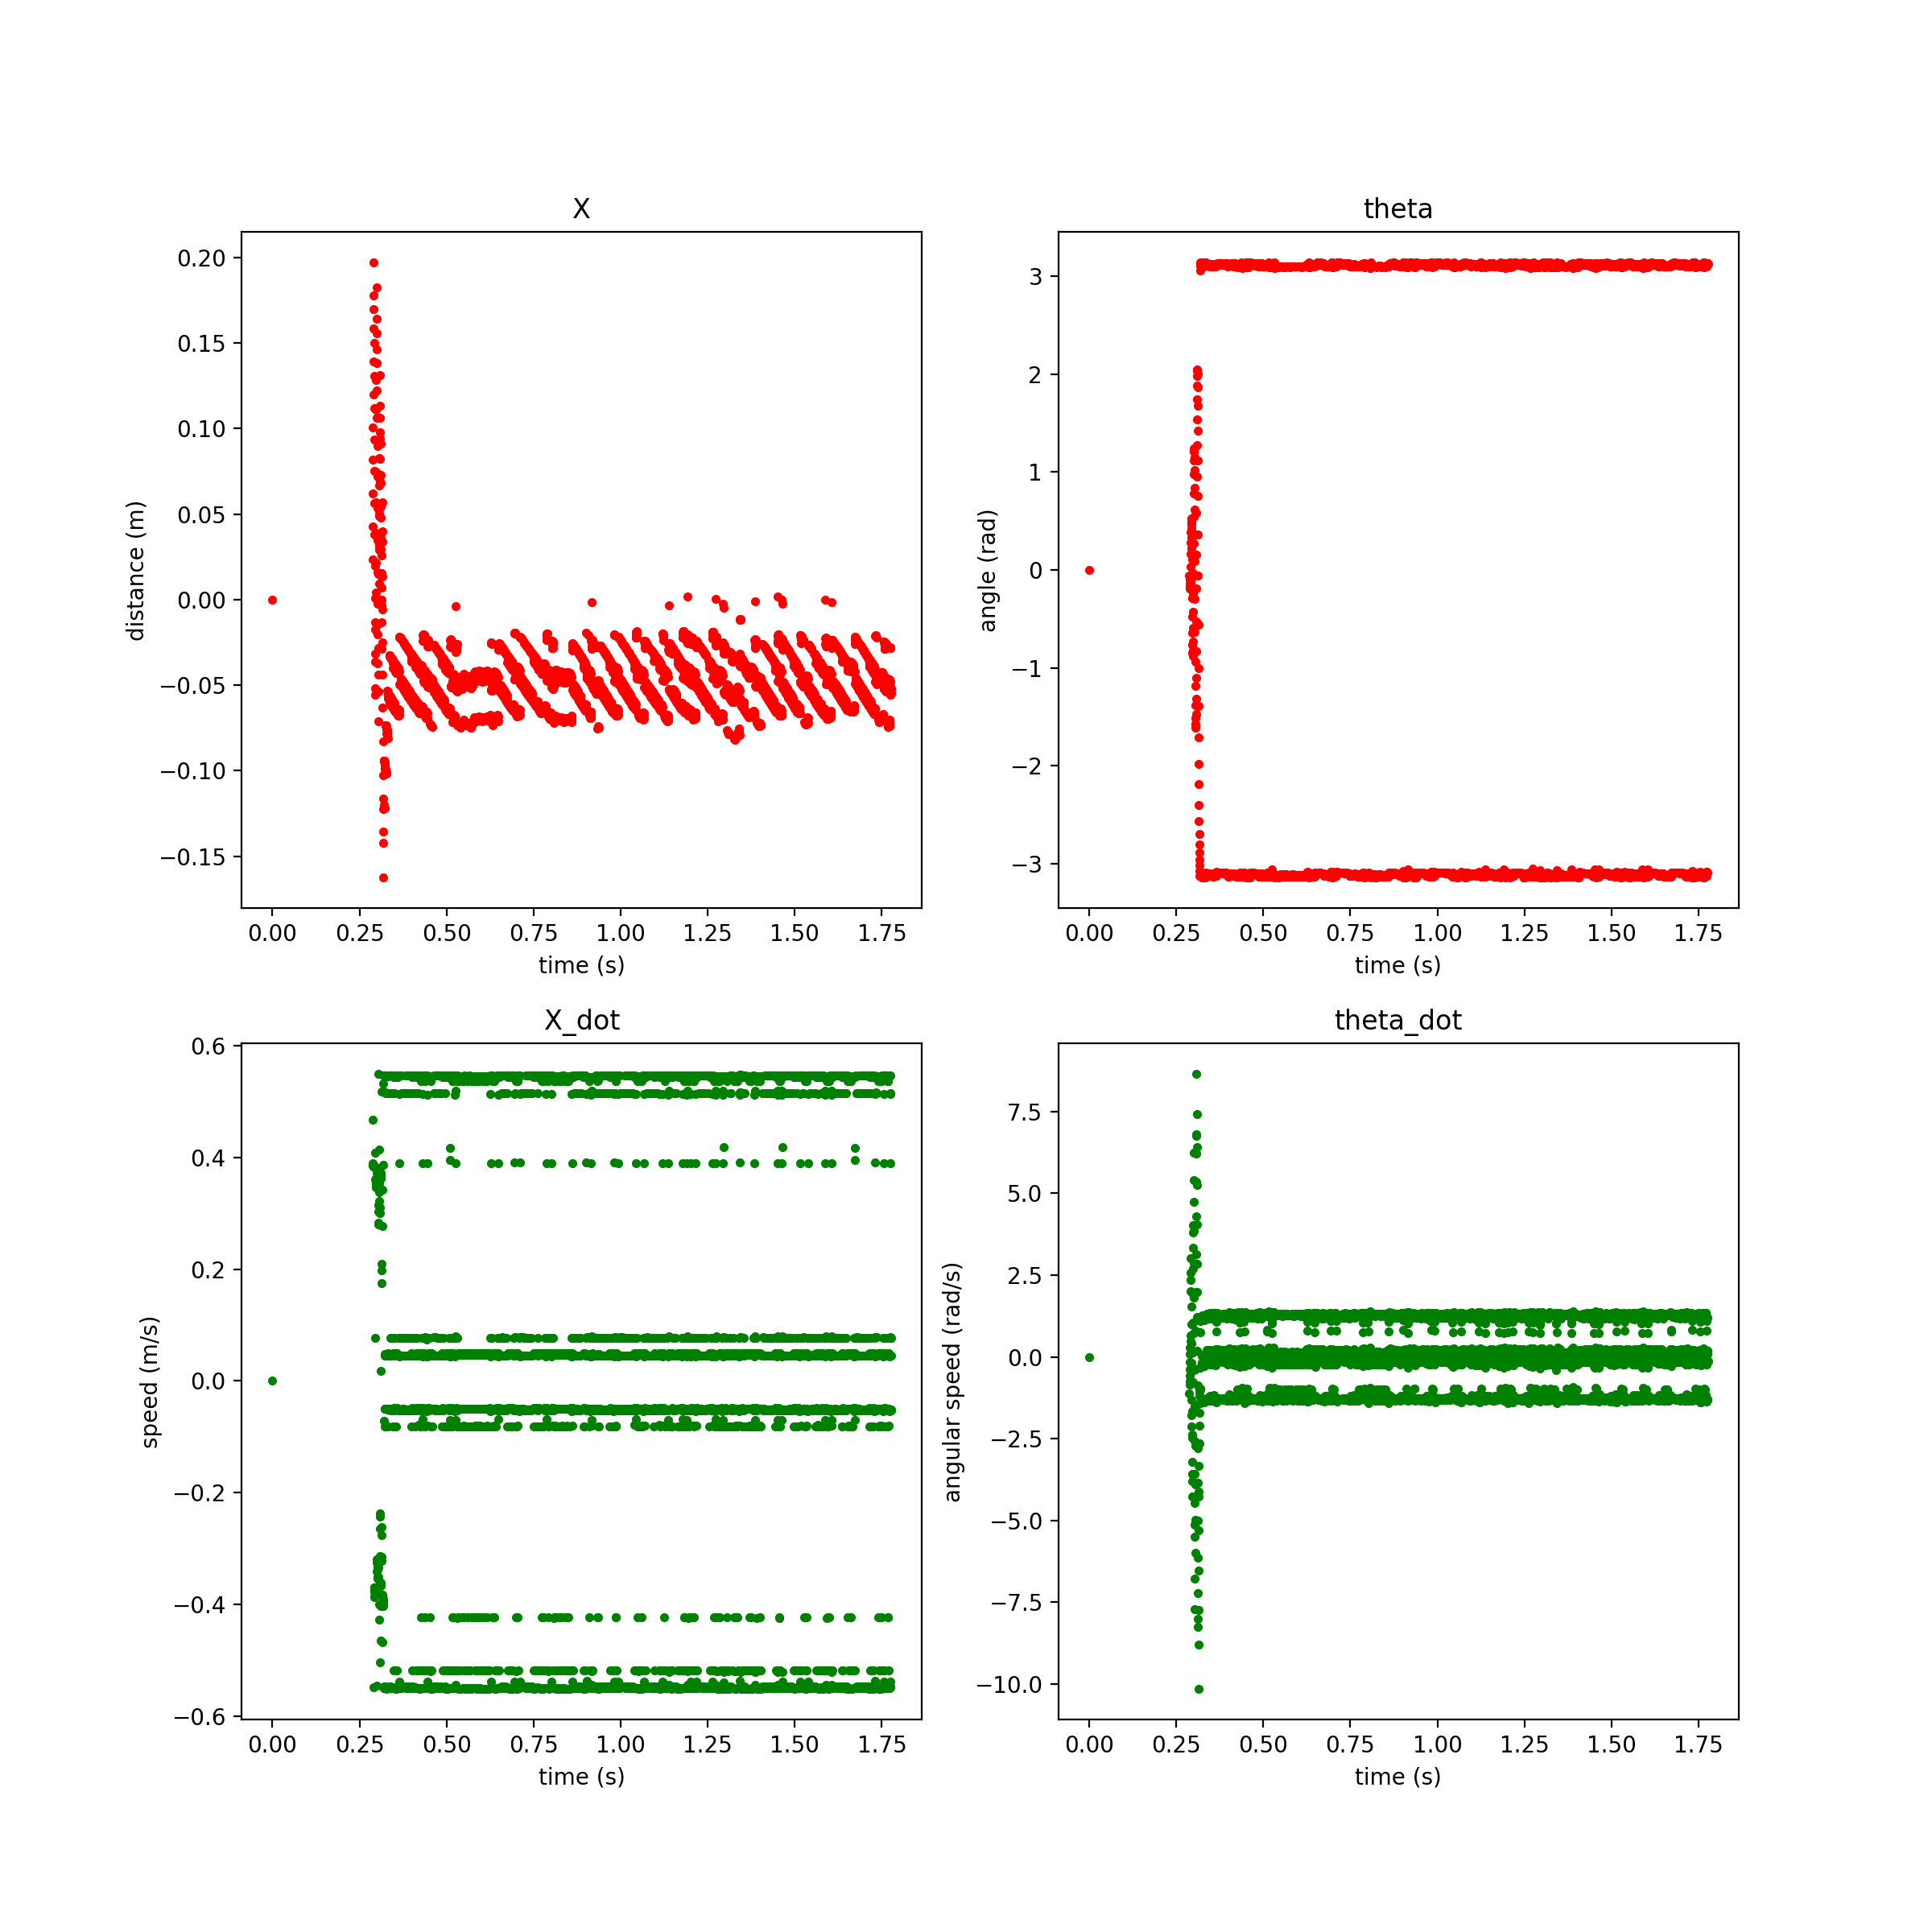 X
0.20
0.15
0.10
0.05
0.00
−0.05
−0.10
−0.15
distance (m)
0.00 0.25 0.50 0.75 1.00 1.25 1.50 1.75
time (s)
theta
3
2
1
0
−1
−2
−3
angle (rad)
0.00 0.25 0.50 0.75 1.00 1.25 1.50 1.75
time (s)
X_dot
0.6
0.4
0.2
0.0
−0.2
−0.4
−0.6
speed (m/s)
0.00 0.25 0.50 0.75 1.00 1.25 1.50 1.75
time (s)
theta_dot
7.5
5.0
2.5
0.0
−2.5
−5.0
−7.5
−10.0
angular speed (rad/s)
0.00 0.25 0.50 0.75 1.00 1.25 1.50 1.75
time (s)